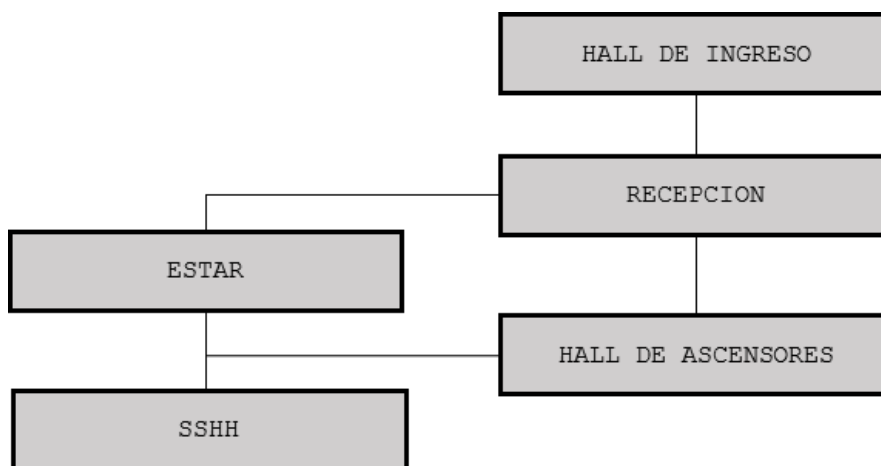 HALL DE INGRESO
RECEPCION
ESTAR
HALL DE ASCENSORES
SSHH